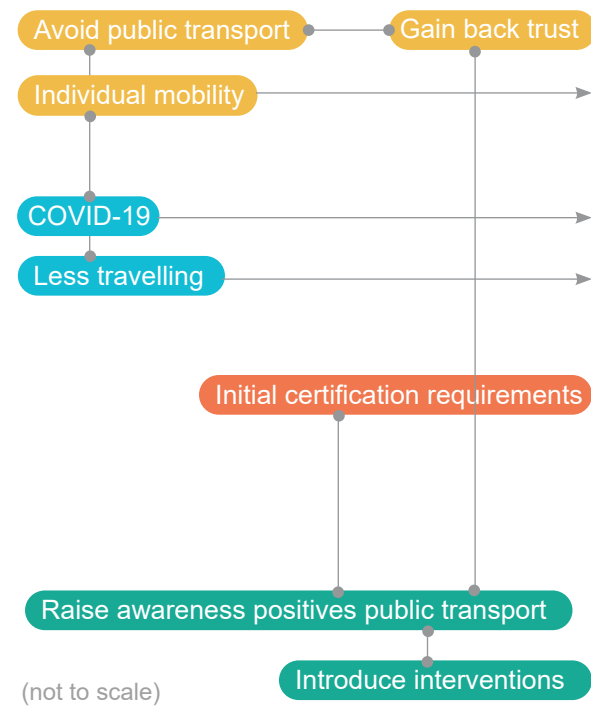 Avoid public transport
Gain back trust
Individual mobility
COVID-19
Less travelling
Initial certification requirements
Raise awareness positives public transport
Introduce interventions
(not to scale)